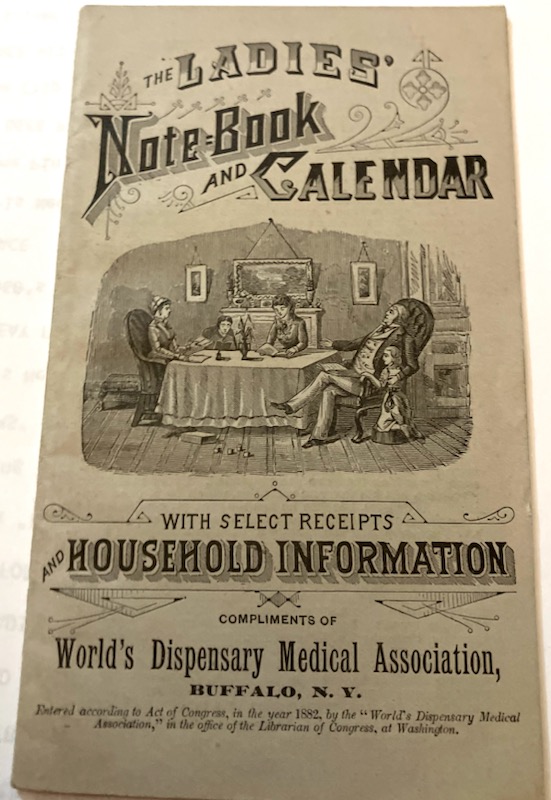 THE LADIES'
NOTE-BOOK
AND CALENDAR
WITH SELECT RECEIPTS
AND HOUSEHOLD INFORMATION
COMPLIMENTS OF
World's Dispensary Medical Association,
BUFFALO, N. Y.
Entered according to Act of Congress, in the year 1882, by the "World's Dispensary Medical
Association," in the office of the Librarian of Congress, at Washington.